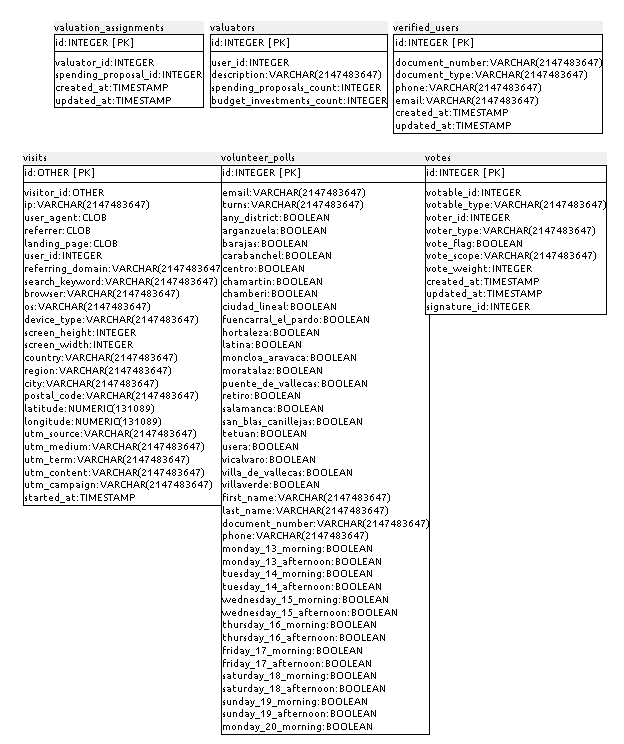 valuation_assignments
id:INTEGER [PK]
valuator_id:INTEGER
spending_proposal_id:INTEGER
created_at:TIMESTAMP
updated_at:TIMESTAMP
valuators
id:INTEGER [PK]
user_id:INTEGER
description:VARCHAR(2147483647)
spending_proposals_count:INTEGER
budget_investments_count:INTEGER
verified_users
id:INTEGER [PK]
document_number:VARCHAR(2147483647)
document_type:VARCHAR(2147483647)
phone:VARCHAR(2147483647)
email:VARCHAR(2147483647)
created_at:TIMESTAMP
updated_at:TIMESTAMP
visits
id:OTHER [PK]
visitor_id:OTHER
ip:VARCHAR(2147483647)
user_agent:CLOB
referrer:CLOB
landing_page:CLOB
user_id:INTEGER
referring_domain:VARCHAR(2147483647)
search_keyword:VARCHAR(2147483647)
browser:VARCHAR(2147483647)
os:VARCHAR(2147483647)
device_type:VARCHAR(2147483647)
screen_height:INTEGER
screen_width:INTEGER
country:VARCHAR(2147483647)
region:VARCHAR(2147483647)
city:VARCHAR(2147483647)
postal_code:VARCHAR(2147483647)
latitude:NUMERIC(131089)
longitude:NUMERIC(131089)
utm_source:VARCHAR(2147483647)
utm_medium:VARCHAR(2147483647)
utm_term:VARCHAR(2147483647)
utm_content:VARCHAR(2147483647)
utm_campaign:VARCHAR(2147483647)
started_at:TIMESTAMP
volunteer_polls
id:INTEGER [PK]
email:VARCHAR(2147483647)
turns:VARCHAR(2147483647)
any_district:BOOLEAN
arganzuela:BOOLEAN
barajas:BOOLEAN
carabanchel:BOOLEAN
centro:BOOLEAN
chamartin:BOOLEAN
chamberi:BOOLEAN
ciudad_lineal:BOOLEAN
fuencarral_el_pardo:BOOLEAN
hortaleza:BOOLEAN
latina:BOOLEAN
moncloa_aravaca:BOOLEAN
moratalaz:BOOLEAN
puente_de_vallecas:BOOLEAN
retiro:BOOLEAN
salamanca:BOOLEAN
san_blas_canillejas:BOOLEAN
tetuan:BOOLEAN
usera:BOOLEAN
vicalvaro:BOOLEAN
villa_de_vallecas:BOOLEAN
villaverde:BOOLEAN
first_name:VARCHAR(2147483647)
last_name:VARCHAR(2147483647)
document_number:VARCHAR(2147483647)
phone:VARCHAR(2147483647)
monday_13_morning:BOOLEAN
monday_13_afternoon:BOOLEAN
tuesday_14_morning:BOOLEAN
tuesday_14_afternoon:BOOLEAN
wednesday_15_morning:BOOLEAN
wednesday_15_afternoon:BOOLEAN
thursday_16_morning:BOOLEAN
thursday_16_afternoon:BOOLEAN
friday_17_morning:BOOLEAN
friday_17_afternoon:BOOLEAN
saturday_18_morning:BOOLEAN
saturday_18_afternoon:BOOLEAN
sunday_19_morning:BOOLEAN
sunday_19_afternoon:BOOLEAN
monday_20_morning:BOOLEAN
votes
id:INTEGER [PK]
votable_id:INTEGER
votable_type:VARCHAR(2147483647)
voter_id:INTEGER
voter_type:VARCHAR(2147483647)
vote_flag:BOOLEAN
vote_scope:VARCHAR(2147483647)
vote_weight:INTEGER
created_at:TIMESTAMP
updated_at:TIMESTAMP
signature_id:INTEGER